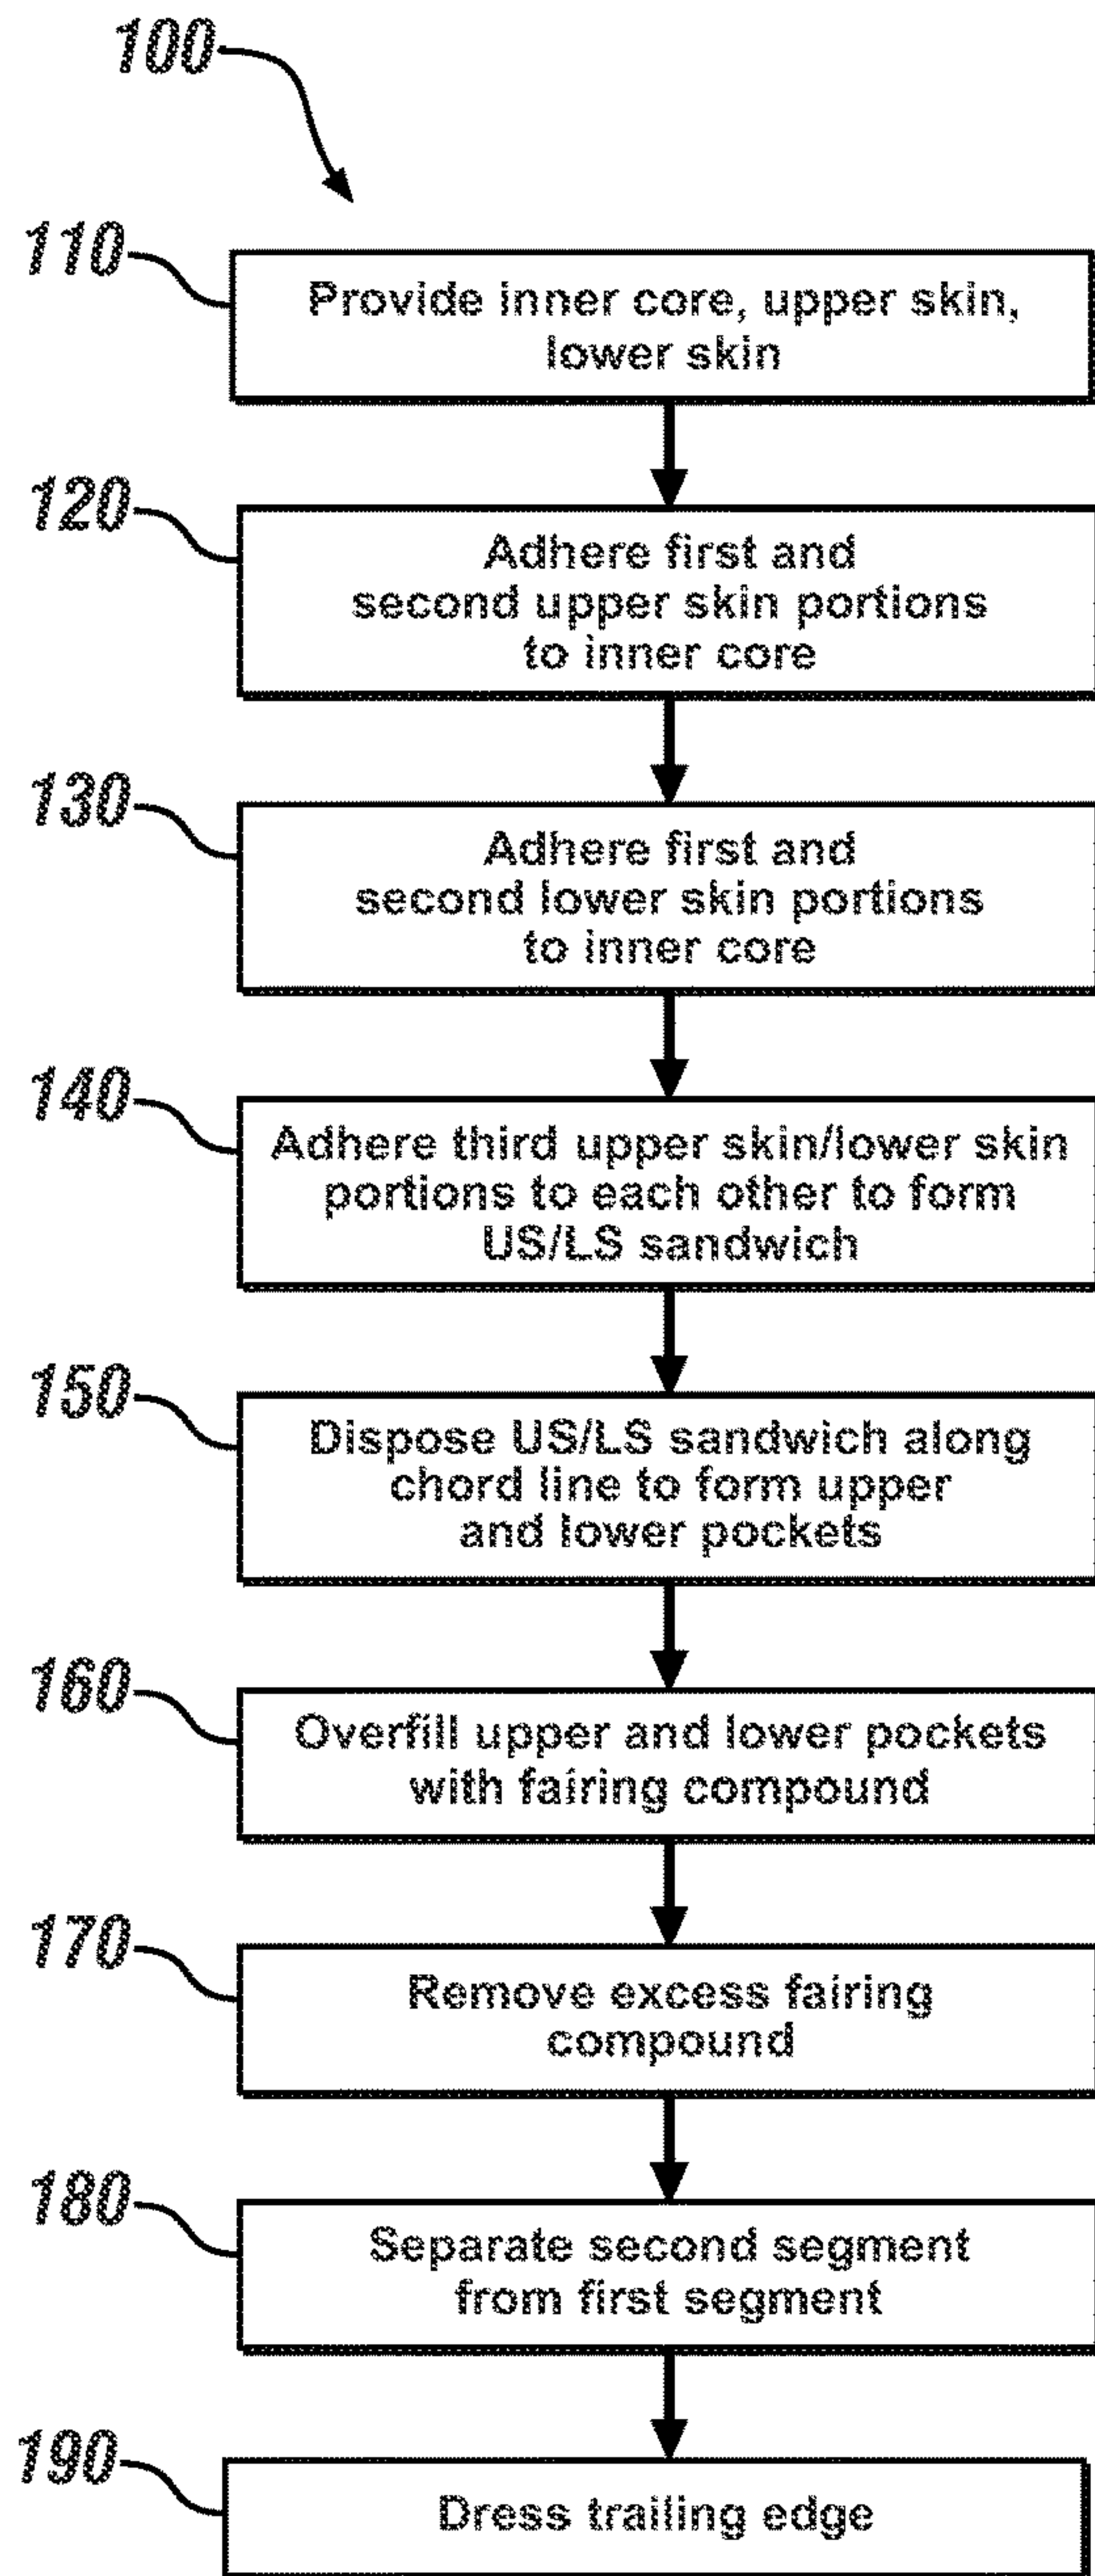 100
110
Provide inner core, upper skin,
lower skin
120
Adhere first and
second upper skin portions
to inner core
130
Adhere first and
second lower skin portions
to inner core
140
Adhere third upper skin/lower skin
portions to each other to form
US/LS sandwich
150
Dispose US/LS sandwich along
chord line to form upper
and lower pockets
160
Overfill upper and lower pockets
with fairing compound
170
Remove excess fairing
compound
180
Separate second segment
from first segment
190
Dress trailing edge